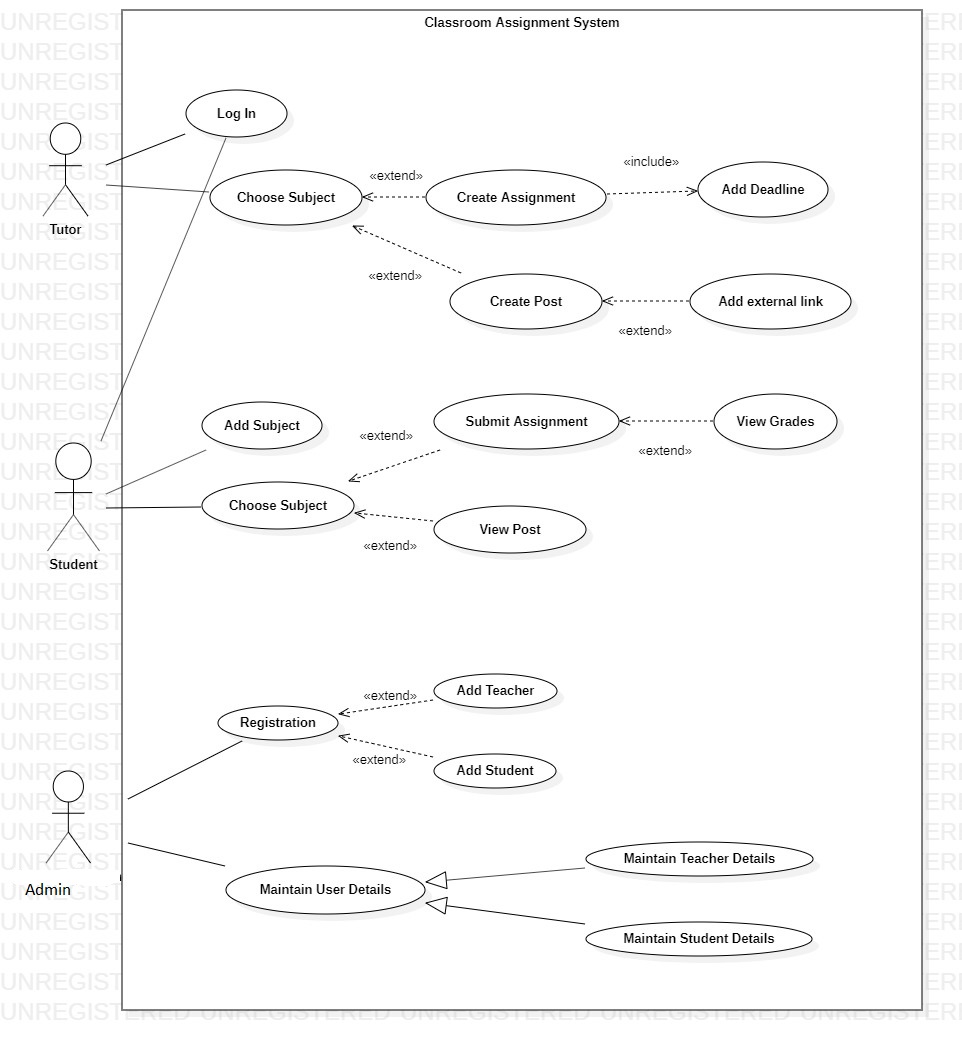 Classroom Assignment System
Log In
«include»
«extend»
Add Deadline
Choose Subject
Create Assignment
Tutor
«extend»
Create Post
Add external link
«extend»
Add Subject
Submit Assignment
View Grades
«extend»
«extend»
Choose Subject
View Post
«extend»
Student
Add Teacher
«extend»
Registration
«extend»
Add Student
Maintain Teacher Details
Admin
Maintain User Details
Maintain Student Details
UNREGISTERED UNREGISTERED UNREGISTERED UNREGISTERED UNREGISTERED